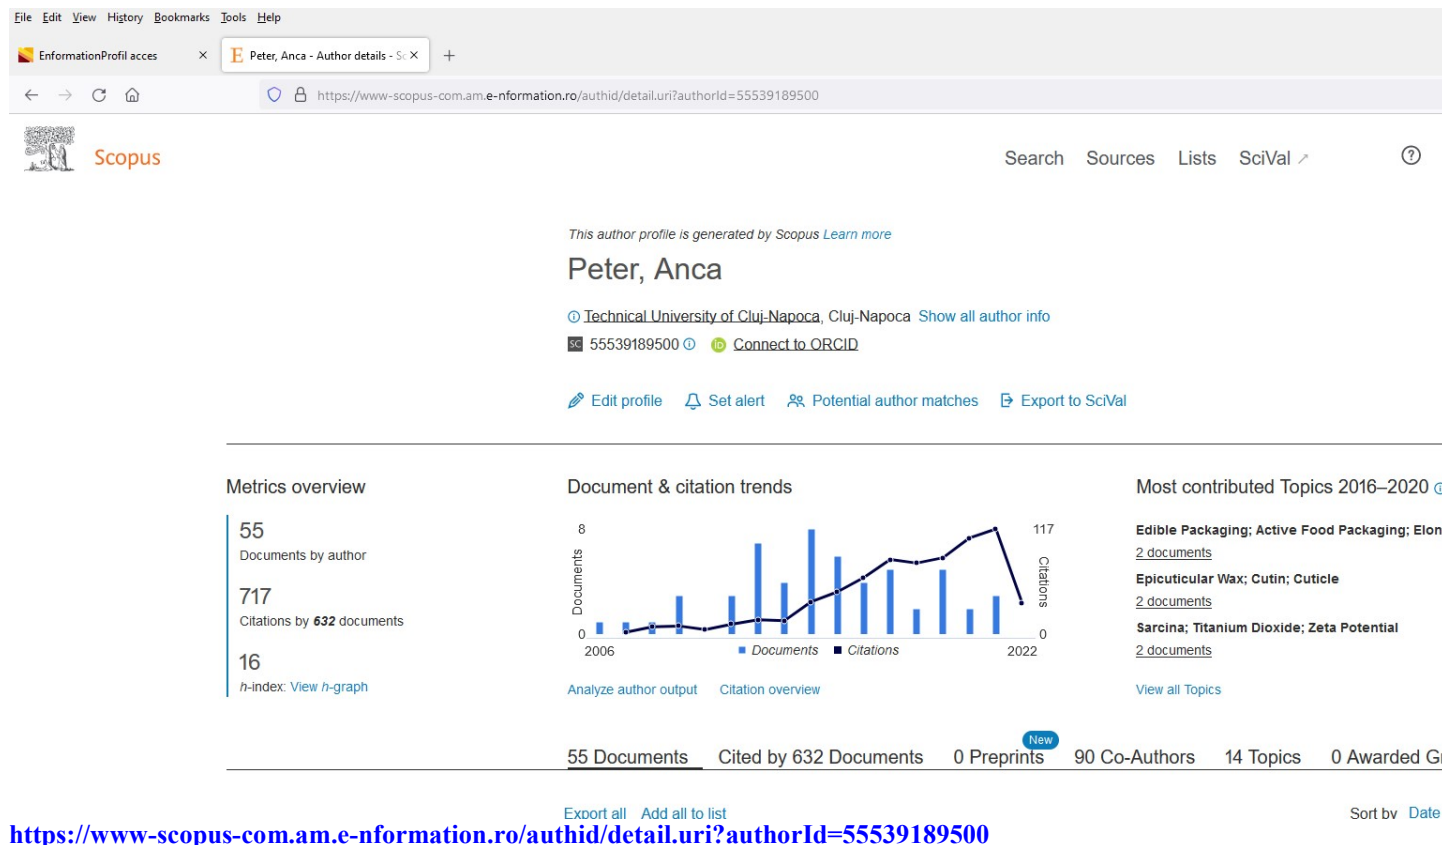 File Edit View History Bookmarks Tools Help
EnformationProfil acces × Peter, Anca - Author details - Sc × +
https://www-scopus-com.am.e-nformation.ro/authid/detail.uri?authorId=55539189500
Scopus
Search Sources Lists SciVal ↗
This author profile is generated by Scopus Learn more
Peter, Anca
Technical University of Cluj-Napoca, Cluj-Napoca Show all author info
SC 55539189500 iD Connect to ORCID
Edit profile Set alert Potential author matches Export to SciVal
Metrics overview
55
Documents by author
717
Citations by 632 documents
16
h-index: View h-graph
Document & citation trends
8 117
Documents Citations
0 0
2006 Documents Citations 2022
Analyze author output Citation overview
Most contributed Topics 2016–2020
Edible Packaging; Active Food Packaging; Elon
2 documents
Epicuticular Wax; Cutin; Cuticle
2 documents
Sarcina; Titanium Dioxide; Zeta Potential
2 documents
View all Topics
New
55 Documents Cited by 632 Documents 0 Preprints 90 Co-Authors 14 Topics 0 Awarded G
Export all Add all to list Sort by Date
https://www-scopus-com.am.e-nformation.ro/authid/detail.uri?authorId=55539189500